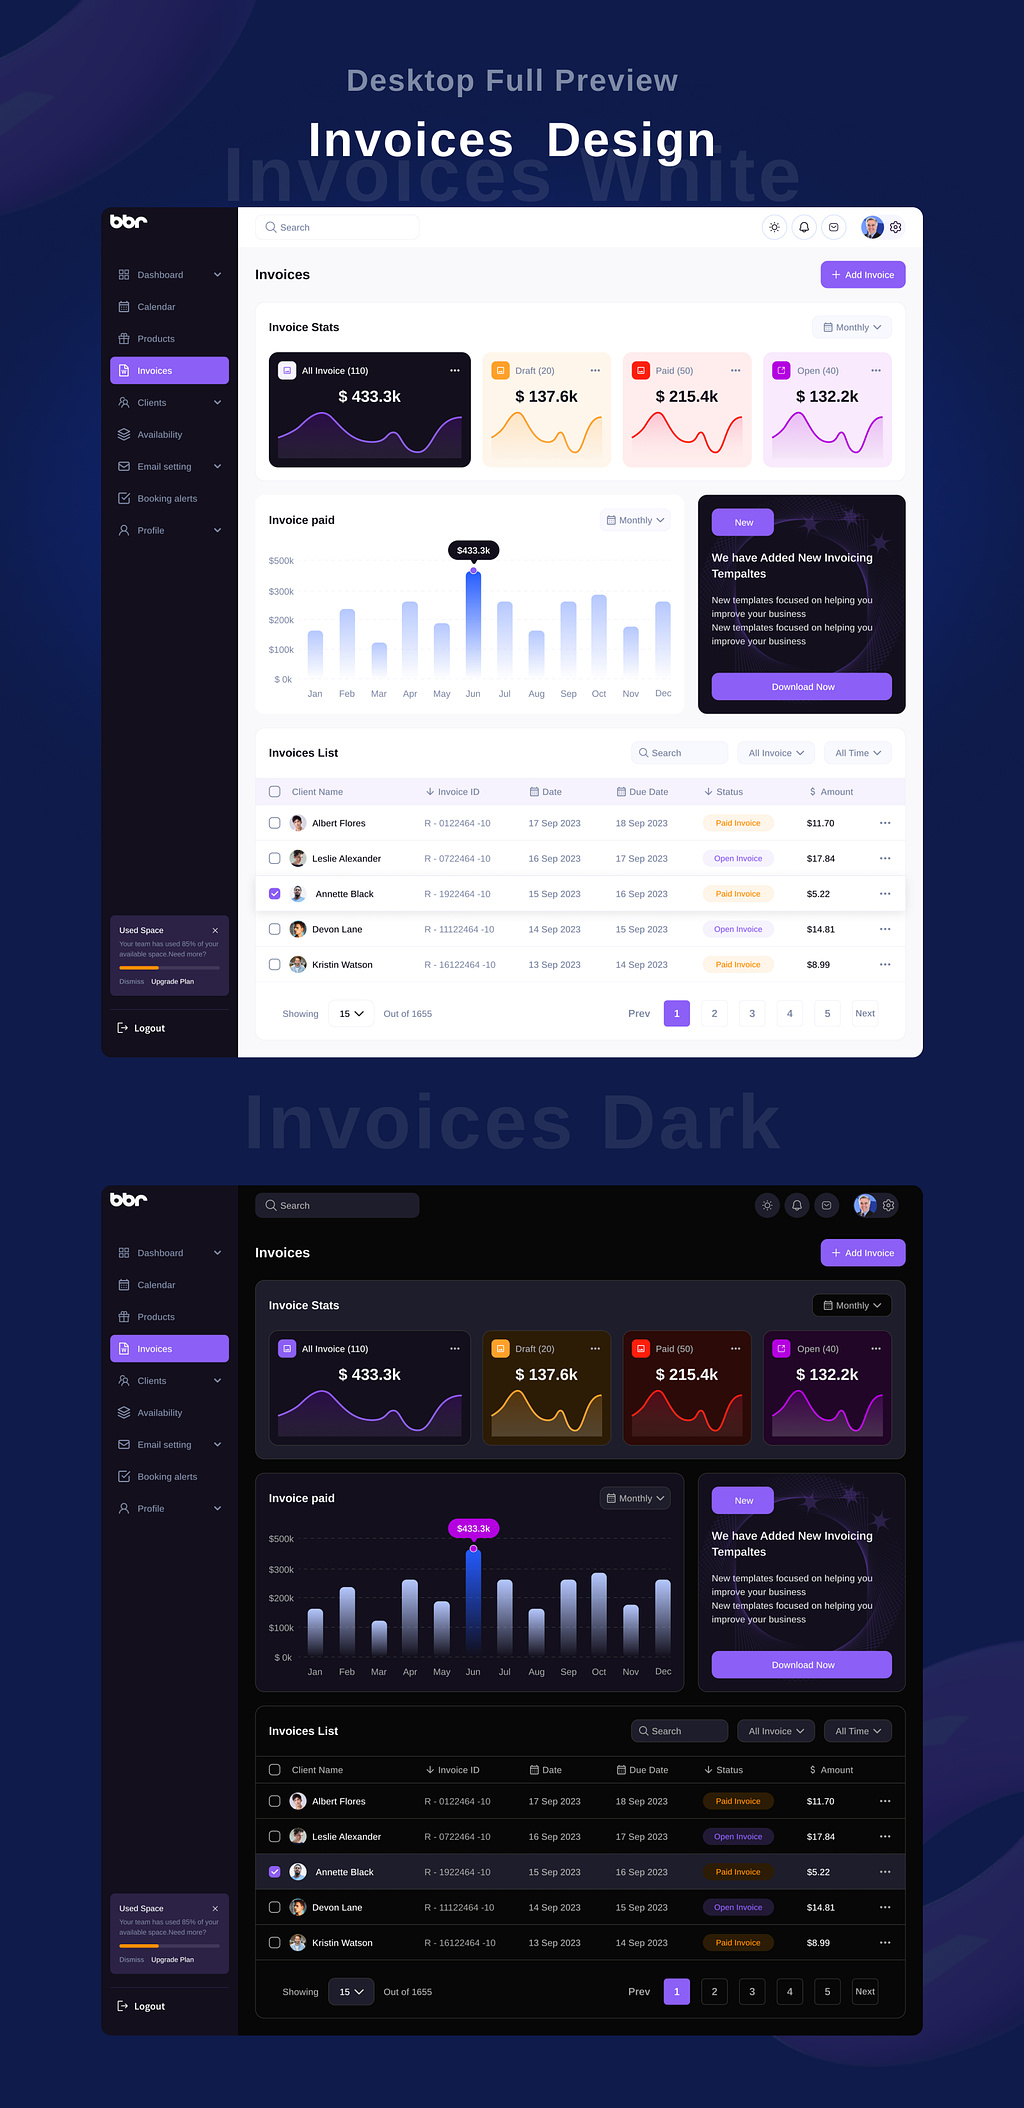 Desktop Full Preview
Invoices Design
Invoices White
bbr
Search
Dashboard
Calendar
Products
Invoices
Clients
Availability
Email setting
Booking alerts
Profile
Used Space
Your team has used 85% of your
available space.Need more?
Dismiss Upgrade Plan
Logout
Invoices
Add Invoice
Invoice Stats
Monthly
All Invoice (110)
$ 433.3k
Draft (20)
$ 137.6k
Paid (50)
$ 215.4k
Open (40)
$ 132.2k
Invoice paid
Monthly
$433.3k
$500k
$300k
$200k
$100k
$ 0k
Jan Feb Mar Apr May Jun Jul Aug Sep Oct Nov Dec
New
We have Added New Invoicing
Tempaltes
New templates focused on helping you
improve your business
New templates focused on helping you
improve your business
Download Now
Invoices List
Search
All Invoice
All Time
Client Name Invoice ID Date Due Date Status $ Amount
Albert Flores R - 0122464 -10 17 Sep 2023 18 Sep 2023 Paid Invoice $11.70
Leslie Alexander R - 0722464 -10 16 Sep 2023 17 Sep 2023 Open Invoice $17.84
Annette Black R - 1922464 -10 15 Sep 2023 16 Sep 2023 Paid Invoice $5.22
Devon Lane R - 11122464 -10 14 Sep 2023 15 Sep 2023 Open Invoice $14.81
Kristin Watson R - 16122464 -10 13 Sep 2023 14 Sep 2023 Paid Invoice $8.99
Showing 15 Out of 1655 Prev 1 2 3 4 5 Next
Invoices Dark
bbr
Search
Dashboard
Calendar
Products
Invoices
Clients
Availability
Email setting
Booking alerts
Profile
Used Space
Your team has used 85% of your
available space.Need more?
Dismiss Upgrade Plan
Logout
Invoices
Add Invoice
Invoice Stats
Monthly
All Invoice (110)
$ 433.3k
Draft (20)
$ 137.6k
Paid (50)
$ 215.4k
Open (40)
$ 132.2k
Invoice paid
Monthly
$433.3k
$500k
$300k
$200k
$100k
$ 0k
Jan Feb Mar Apr May Jun Jul Aug Sep Oct Nov Dec
New
We have Added New Invoicing
Tempaltes
New templates focused on helping you
improve your business
New templates focused on helping you
improve your business
Download Now
Invoices List
Search
All Invoice
All Time
Client Name Invoice ID Date Due Date Status $ Amount
Albert Flores R - 0122464 -10 17 Sep 2023 18 Sep 2023 Paid Invoice $11.70
Leslie Alexander R - 0722464 -10 16 Sep 2023 17 Sep 2023 Open Invoice $17.84
Annette Black R - 1922464 -10 15 Sep 2023 16 Sep 2023 Paid Invoice $5.22
Devon Lane R - 11122464 -10 14 Sep 2023 15 Sep 2023 Open Invoice $14.81
Kristin Watson R - 16122464 -10 13 Sep 2023 14 Sep 2023 Paid Invoice $8.99
Showing 15 Out of 1655 Prev 1 2 3 4 5 Next